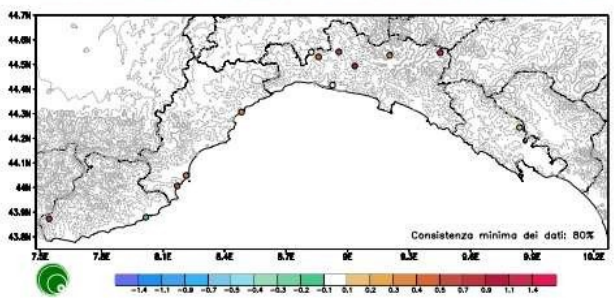 44.7N
44.6N
44.5N
44.4N
44.3N
44.2N
44.1N
44N
43.9N
43.8N
Consistenza minima dei dati: 80%
7.5E 7.8E 8.1E 8.4E 8.7E 9E 9.3E 9.6E 9.9E 10.2E
-1.4 -1.1 -0.9 -0.7 -0.5 -0.4 -0.3 -0.2 -0.1 0.1 0.2 0.3 0.4 0.5 0.7 0.9 1.1 1.4